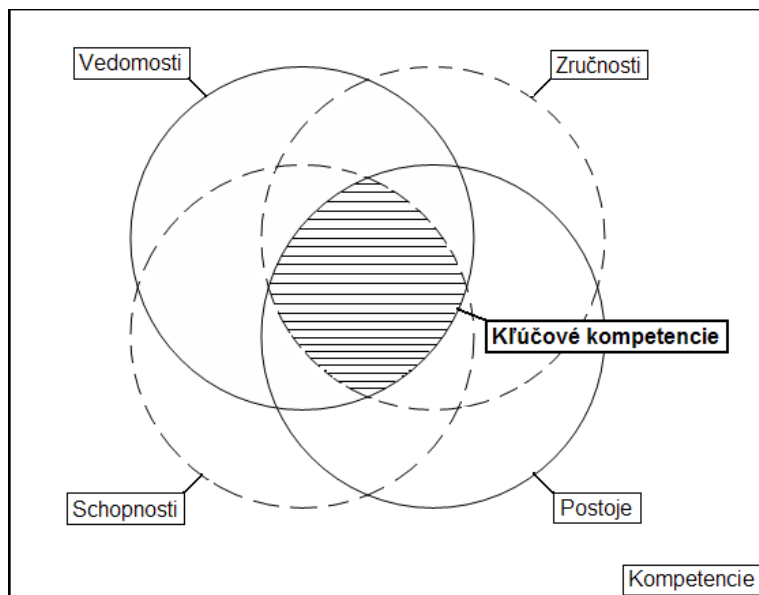 Vedomosti
Zručnosti
Kľúčové kompetencie
Schopnosti
Postoje
Kompetencie